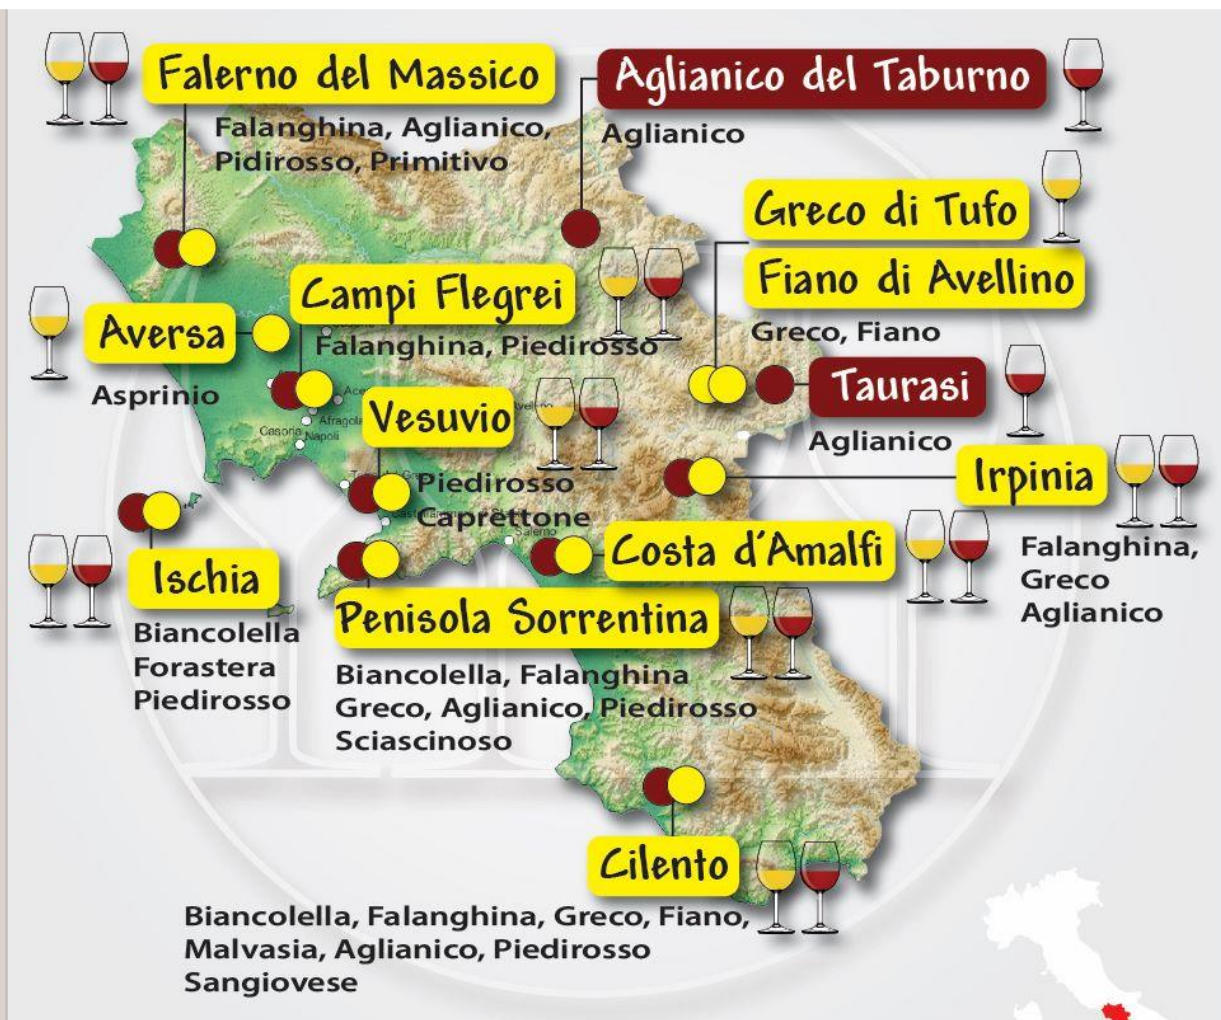 Falerno del Massico
Falanghina, Aglianico,
Pidirosso, Primitivo
Aglianico del Taburno
Aglianico
Greco di Tufo
Fiano di Avellino
Greco, Fiano
Campi Flegrei
Falanghina, Piedirosso
Aversa
Asprinio
Taurasi
Aglianico
Vesuvio
Piedirosso
Caprettone
Afragola
Casoria
Napoli
Irpinia
Falanghina,
Greco
Aglianico
Salerno
Costa d'Amalfi
Ischia
Biancolella
Forastera
Piedirosso
Penisola Sorrentina
Biancolella, Falanghina
Greco, Aglianico, Piedirosso
Sciascinoso
Cilento
Biancolella, Falanghina, Greco, Fiano,
Malvasia, Aglianico, Piedirosso
Sangiovese